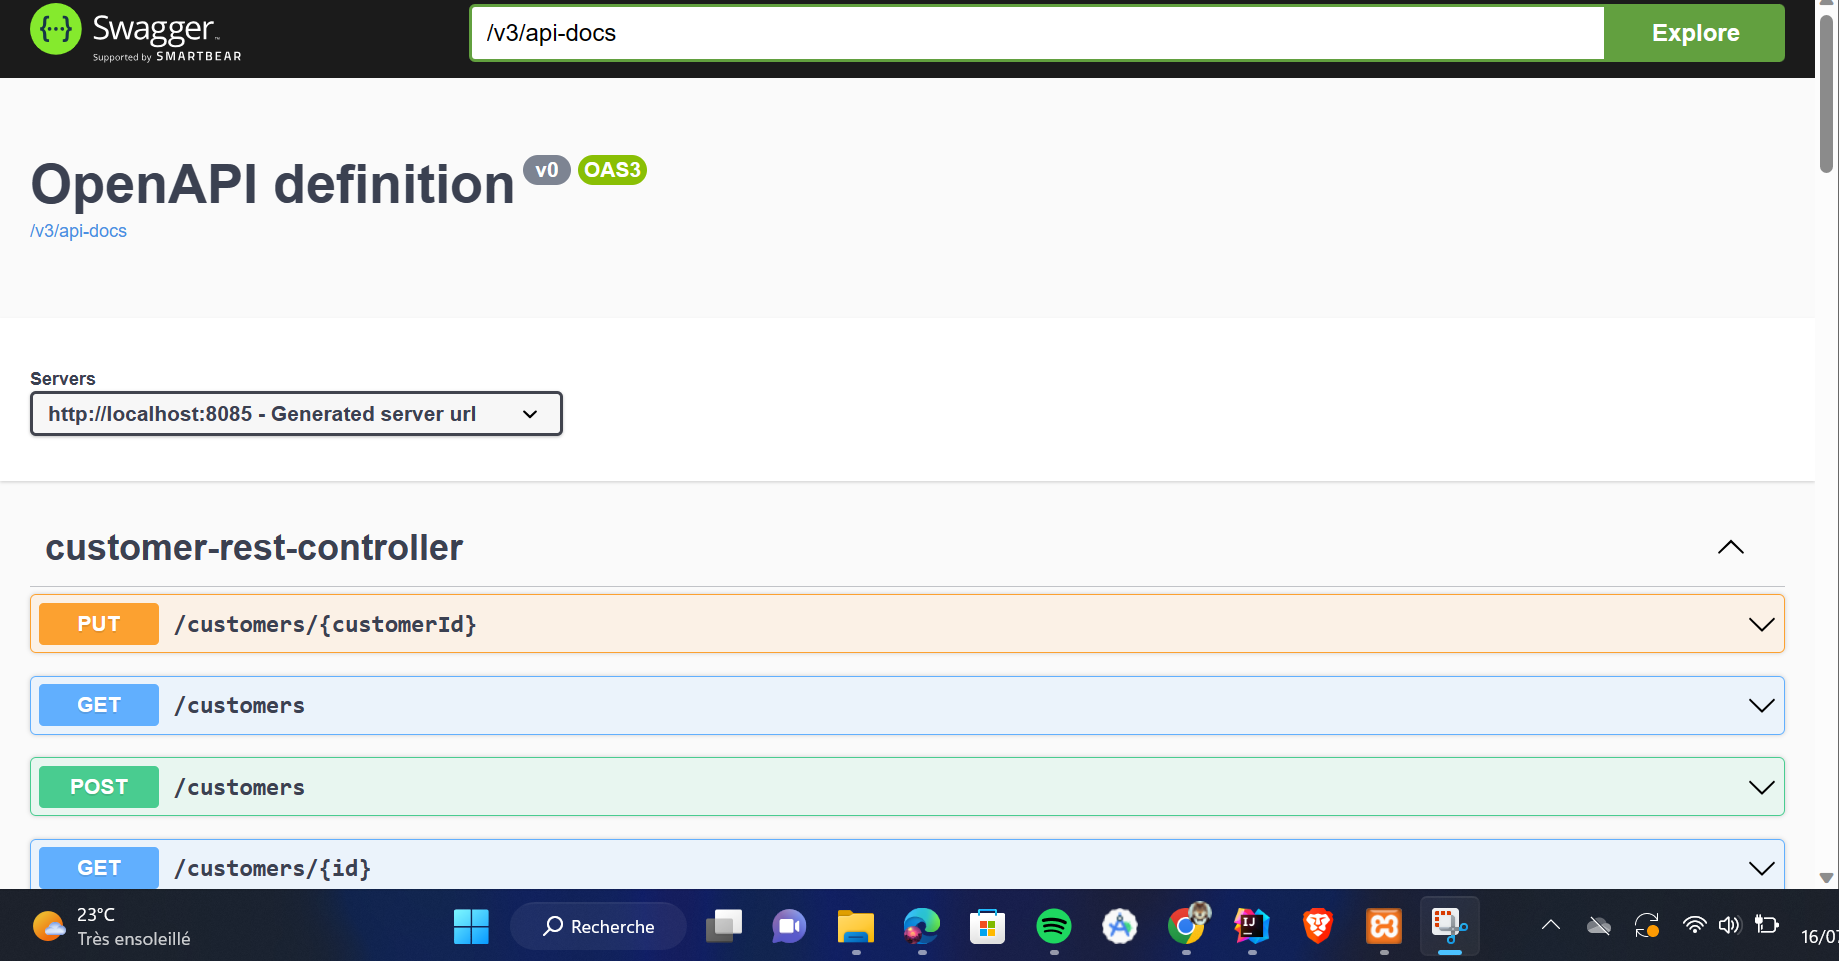 Swagger
Supported by SMARTBEAR
/v3/api-docs
Explore
OpenAPI definition
v0
OAS3
/v3/api-docs
Servers
http://localhost:8085 - Generated server url
customer-rest-controller
PUT /customers/{customerId}
GET /customers
POST /customers
GET /customers/{id}
23°C
Très ensoleillé
Recherche
IJ